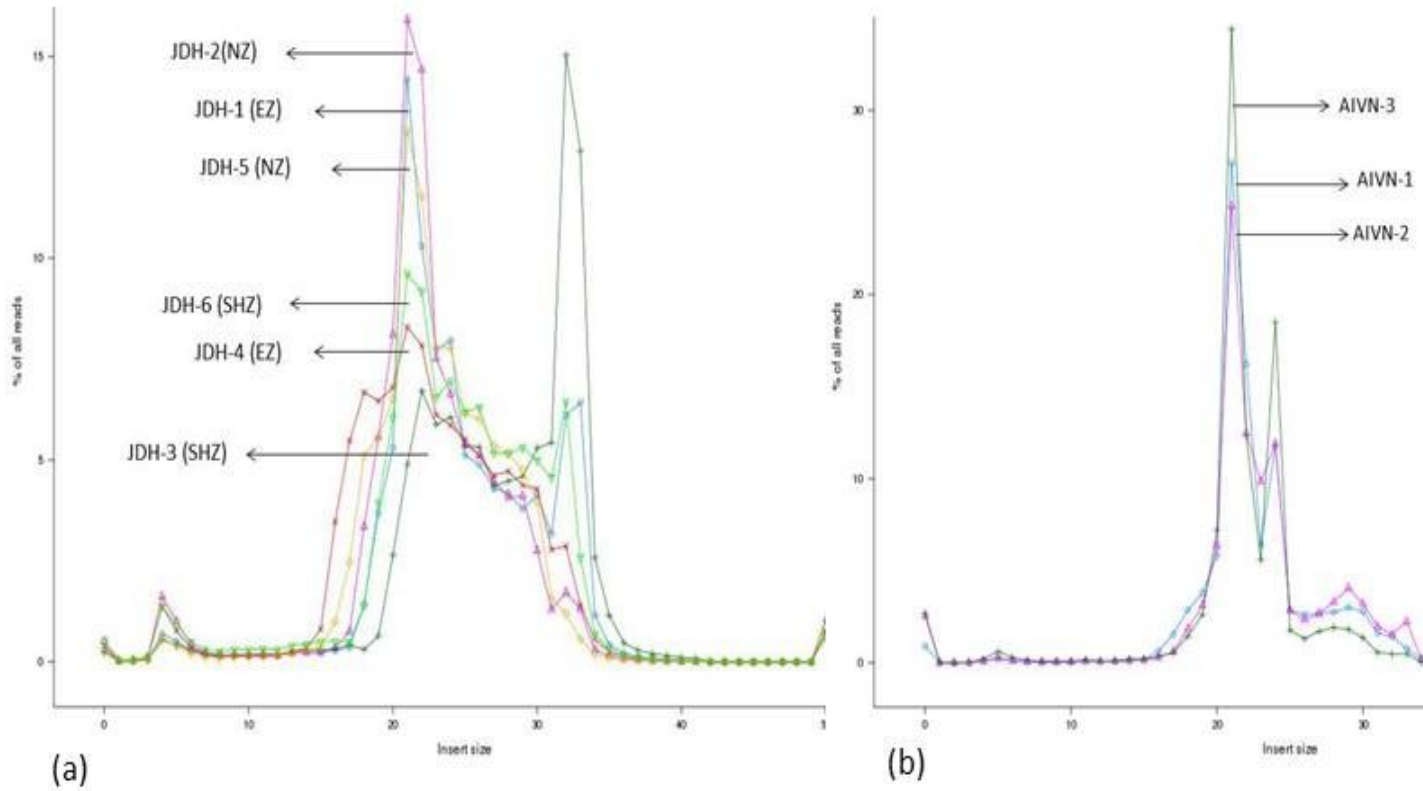 JDH-2(NZ)
JDH-1 (EZ)
JDH-5 (NZ)
JDH-6 (SHZ)
JDH-4 (EZ)
JDH-3 (SHZ)
% of all reads
15
10
5
0
0
10
20
30
40
Insert size
(a)
AIVN-3
AIVN-1
AIVN-2
% of all reads
30
20
10
0
0
10
20
30
Insert size
(b)